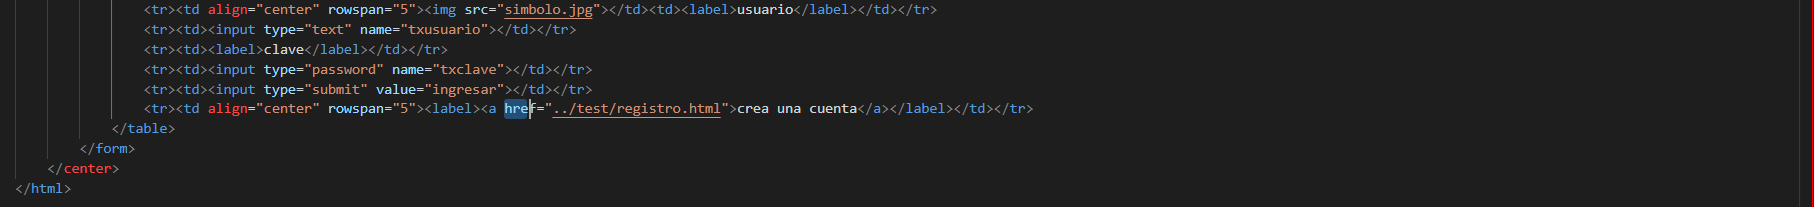 <tr><td align="center" rowspan="5"><img src="simbolo.jpg"></td><td><label>usuario</label></td></tr>
<tr><td><input type="text" name="txusuario"></td></tr>
<tr><td><label>clave</label></td></tr>
<tr><td><input type="password" name="txclave"></td></tr>
<tr><td><input type="submit" value="ingresar"></td></tr>
<tr><td align="center" rowspan="5"><label><a href="../test/registro.html">crea una cuenta</a></label></td></tr>
</table>
</form>
</center>
</html>